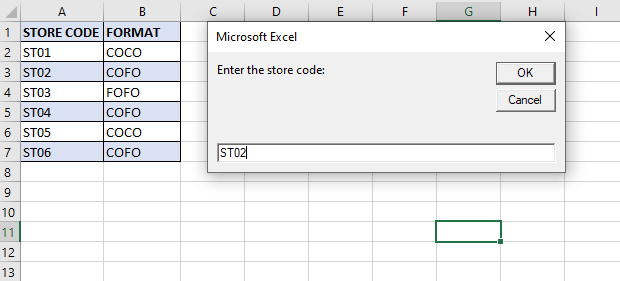 A B C D E F G H I
1 STORE CODE FORMAT
2 ST01 COCO
3 ST02 COFO
4 ST03 FOFO
5 ST04 COFO
6 ST05 COCO
7 ST06 COFO
8
9
10
11
12
13
Microsoft Excel
Enter the store code:
OK
Cancel
ST02